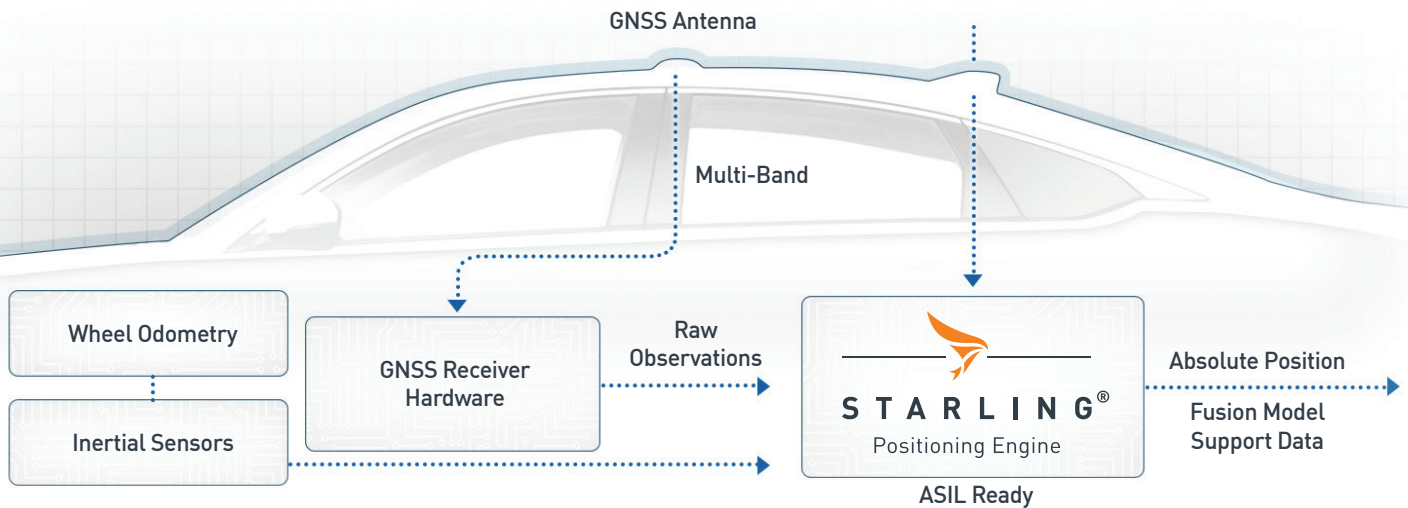 GNSS Antenna
Multi-Band
Wheel Odometry
Inertial Sensors
GNSS Receiver
Hardware
Raw
Observations
STARLING®
Positioning Engine
ASIL Ready
Absolute Position
Fusion Model
Support Data